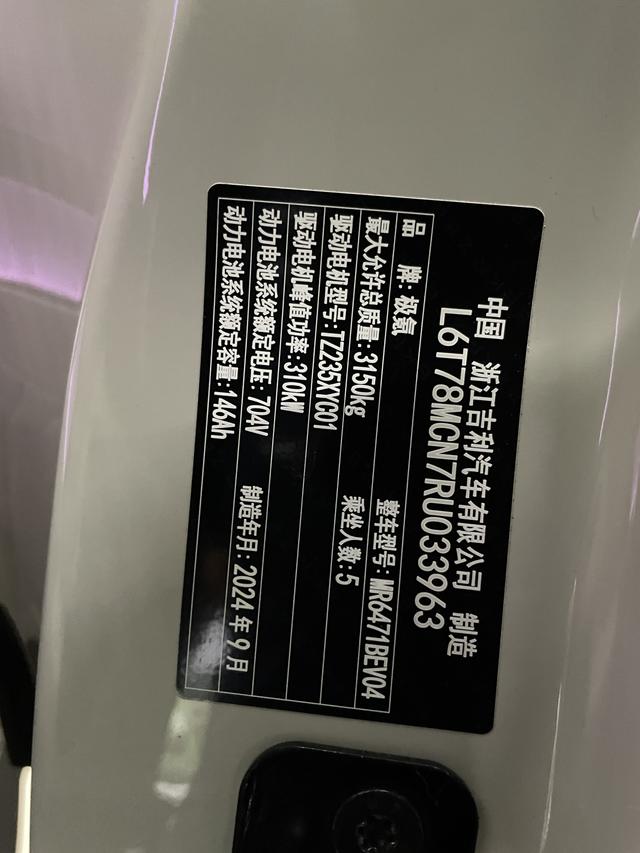 中国 浙江吉利汽车有限公司 制造
L6T78MCN7RU033963
品 牌: 极氪 整车型号: MR6471BEV04
最大允许总质量: 3150kg 乘坐人数: 5
驱动电机型号: TZ235XYC01
驱动电机峰值功率: 310kW
动力电池系统额定电压: 704V 制造年月: 2024 年 9 月
动力电池系统额定容量: 146Ah